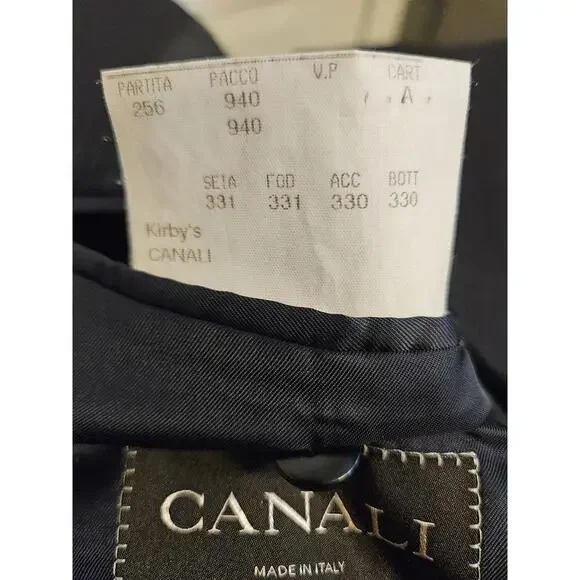 PARTITA PACCO V.P CART
256 940 A
940
SETA FOD ACC BOTT
331 331 330 330
Kirby's
CANALI
CANALI
MADE IN ITALY